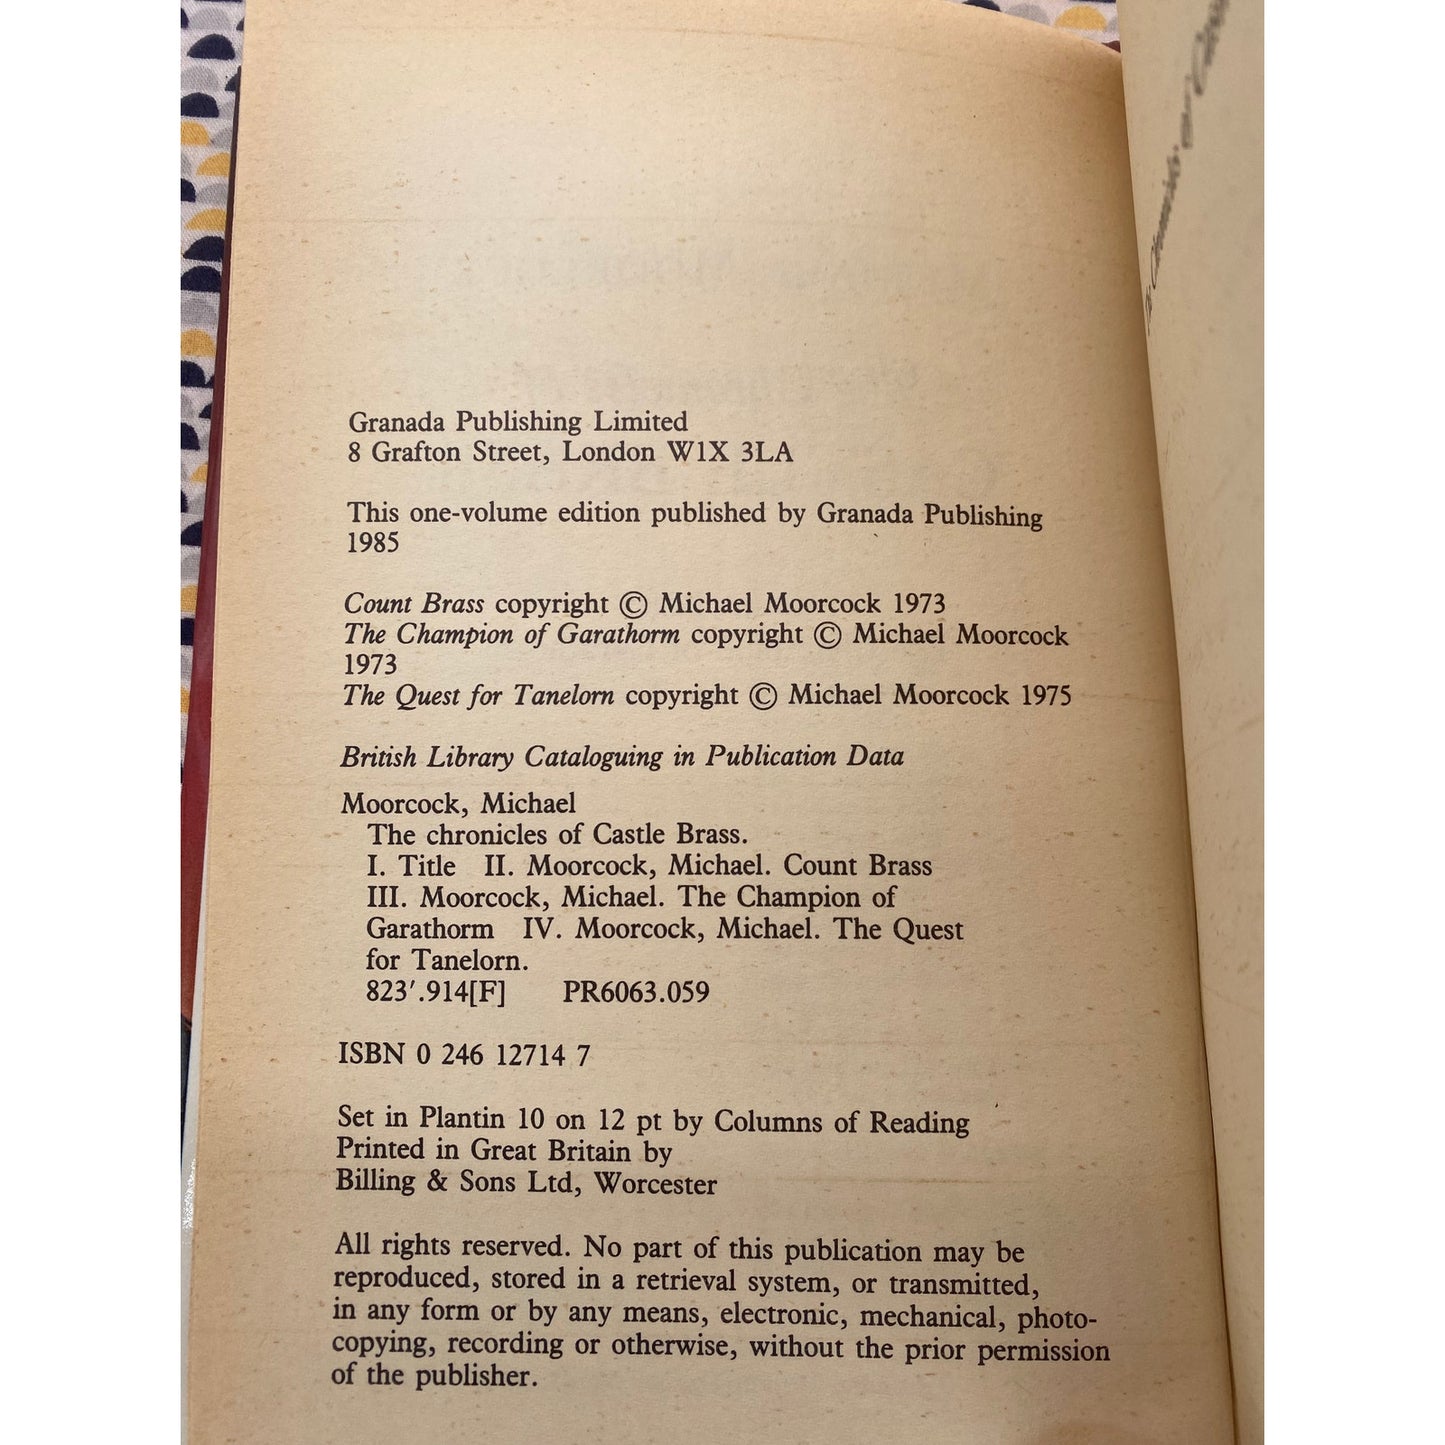 Granada Publishing Limited
8 Grafton Street, London W1X 3LA
This one-volume edition published by Granada Publishing
1985
Count Brass copyright © Michael Moorcock 1973
The Champion of Garathorm copyright © Michael Moorcock
1973
The Quest for Tanelorn copyright © Michael Moorcock 1975
British Library Cataloguing in Publication Data
Moorcock, Michael
The chronicles of Castle Brass.
I. Title II. Moorcock, Michael. Count Brass
III. Moorcock, Michael. The Champion of
Garathorm IV. Moorcock, Michael. The Quest
for Tanelorn.
823'.914[F] PR6063.059
ISBN 0 246 12714 7
Set in Plantin 10 on 12 pt by Columns of Reading
Printed in Great Britain by
Billing & Sons Ltd, Worcester
All rights reserved. No part of this publication may be
reproduced, stored in a retrieval system, or transmitted,
in any form or by any means, electronic, mechanical, photo-
copying, recording or otherwise, without the prior permission
of the publisher.